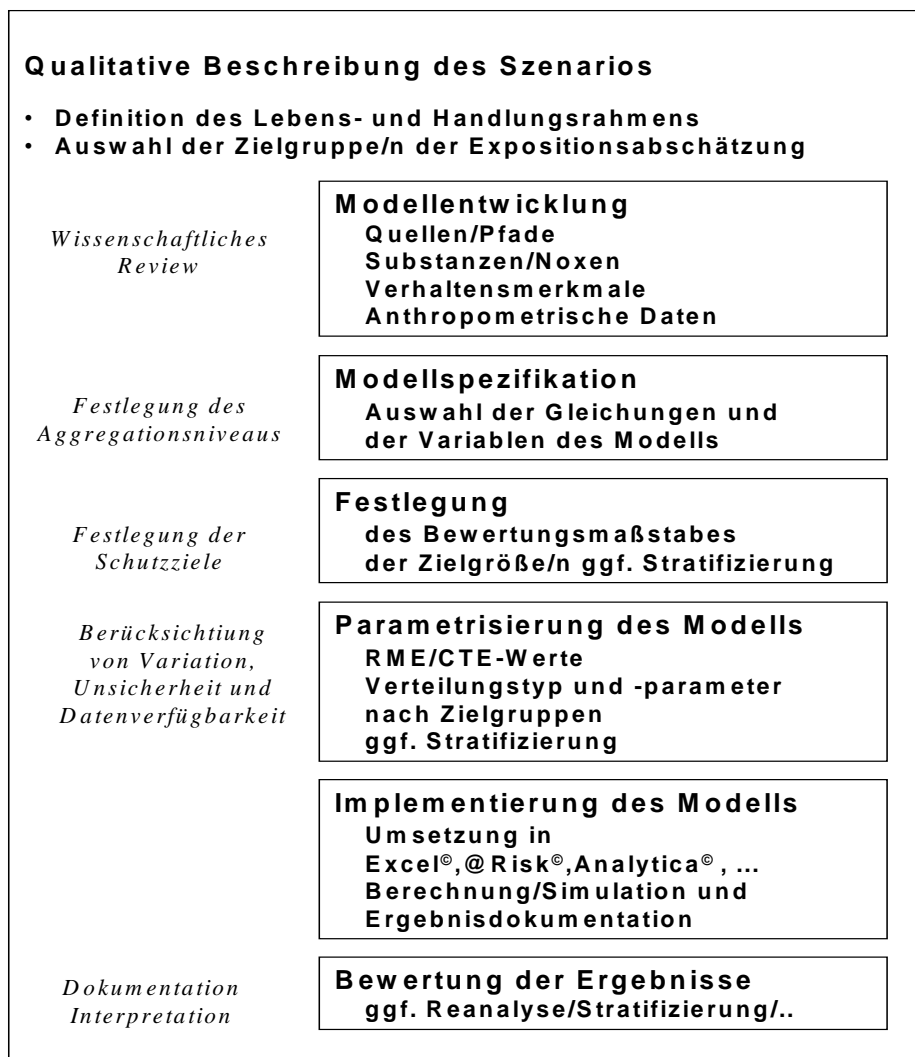 Qualitative Beschreibung des Szenarios
• Definition des Lebens- und Handlungsrahmens
• Auswahl der Zielgruppe/n der Expositionsabschätzung
Wissenschaftliches
Review
Modellentwicklung
Quellen/Pfade
Substanzen/Noxen
Verhaltensmerkmale
Anthropometrische Daten
Festlegung des
Aggregationsniveaus
Modellspezifikation
Auswahl der Gleichungen und
der Variablen des Modells
Festlegung der
Schutzziele
Festlegung
des Bewertungsmaßstabes
der Zielgröße/n ggf. Stratifizierung
Berücksichtiung
von Variation,
Unsicherheit und
Datenverfügbarkeit
Parametrisierung des Modells
RME/CTE-Werte
Verteilungstyp und -parameter
nach Zielgruppen
ggf. Stratifizierung
Implementierung des Modells
Umsetzung in
Excel©,@Risk©,Analytica© , ...
Berechnung/Simulation und
Ergebnisdokumentation
Dokumentation
Interpretation
Bewertung der Ergebnisse
ggf. Reanalyse/Stratifizierung/..